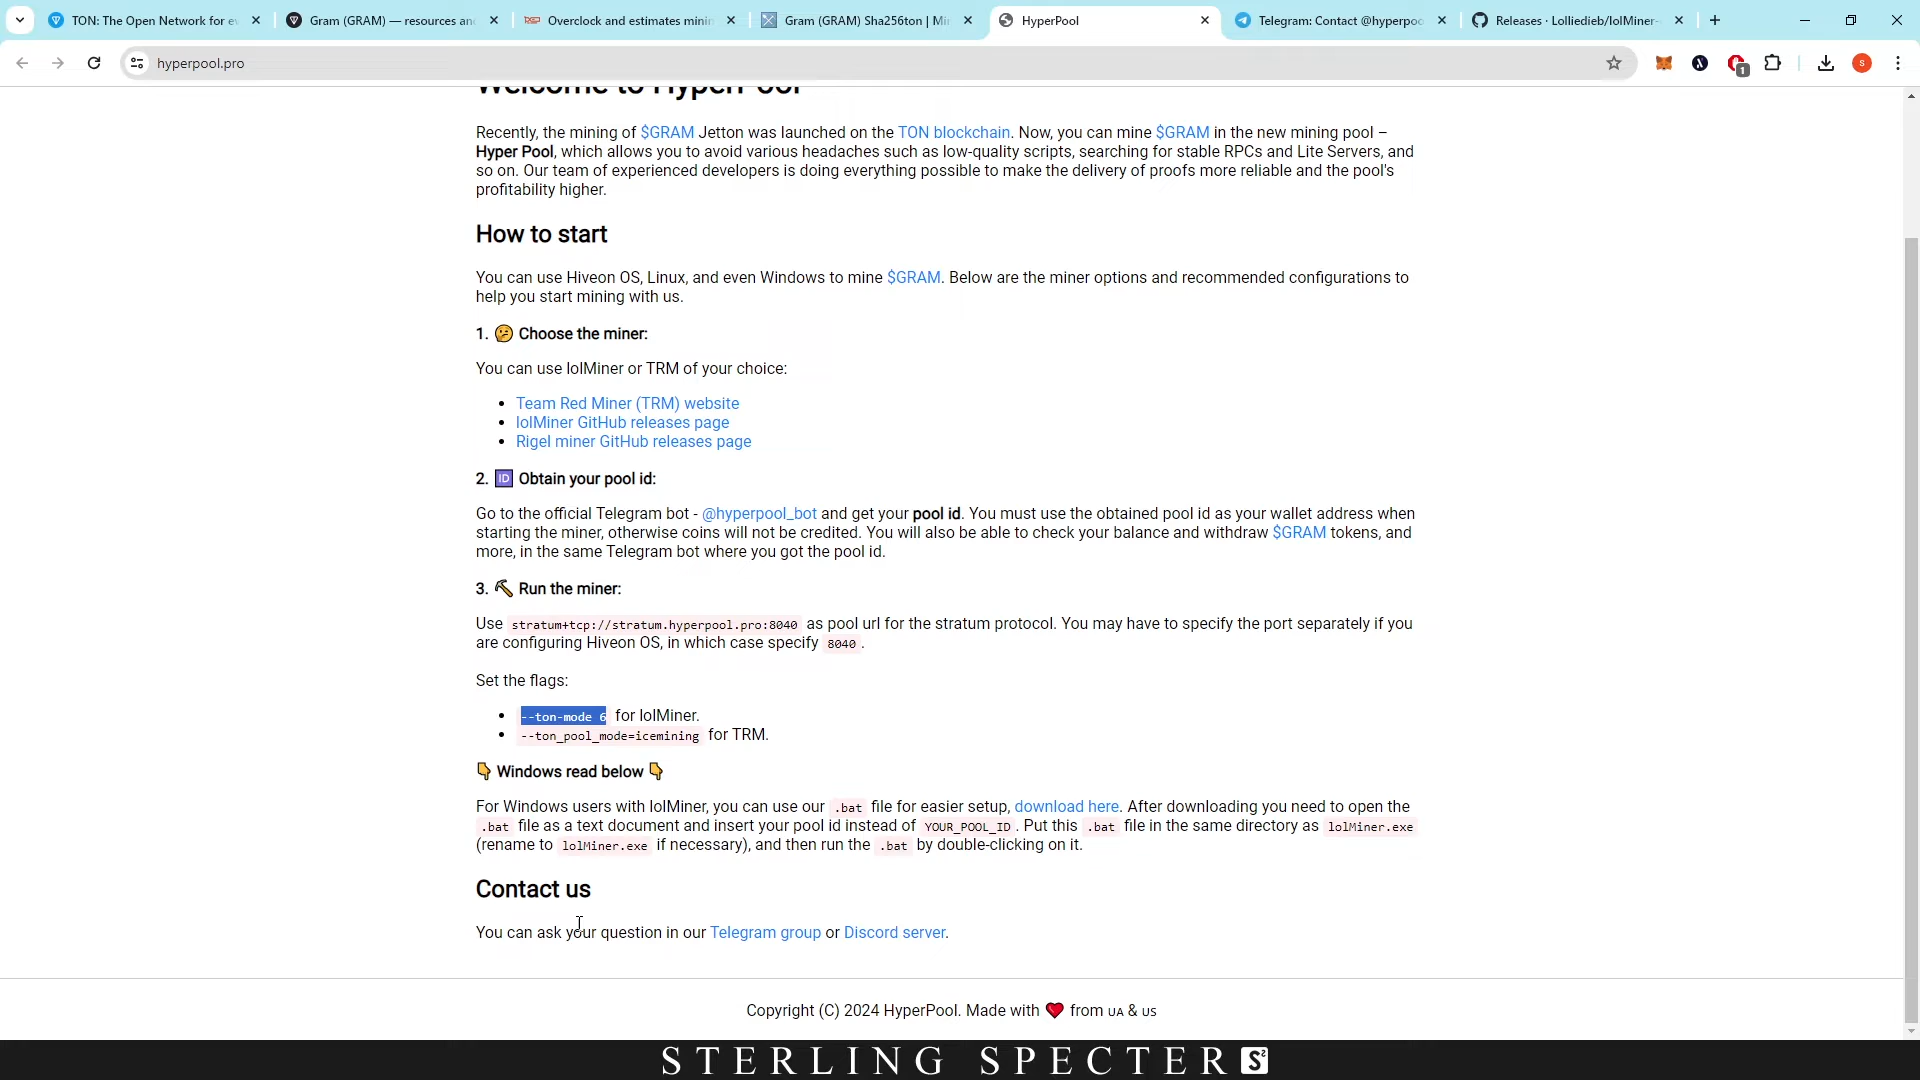 TON: The Open Network for ev
Gram (GRAM) — resources and
Overclock and estimates minin
Gram (GRAM) Sha256ton | Mi
HyperPool
Telegram: Contact @hyperpoo
Releases · Lolliedieb/lolMiner-
hyperpool.pro
1
S
Welcome to HyperPool
Recently, the mining of $GRAM Jetton was launched on the TON blockchain. Now, you can mine $GRAM in the new mining pool –
Hyper Pool, which allows you to avoid various headaches such as low-quality scripts, searching for stable RPCs and Lite Servers, and
so on. Our team of experienced developers is doing everything possible to make the delivery of proofs more reliable and the pool's
profitability higher.
How to start
You can use Hiveon OS, Linux, and even Windows to mine $GRAM. Below are the miner options and recommended configurations to
help you start mining with us.
1. 🤔 Choose the miner:
You can use lolMiner or TRM of your choice:
• Team Red Miner (TRM) website
• lolMiner GitHub releases page
• Rigel miner GitHub releases page
2. 🆔 Obtain your pool id:
Go to the official Telegram bot - @hyperpool_bot and get your pool id. You must use the obtained pool id as your wallet address when
starting the miner, otherwise coins will not be credited. You will also be able to check your balance and withdraw $GRAM tokens, and
more, in the same Telegram bot where you got the pool id.
3. ⛏ Run the miner:
Use stratum+tcp://stratum.hyperpool.pro:8040 as pool url for the stratum protocol. You may have to specify the port separately if you
are configuring Hiveon OS, in which case specify 8040 .
Set the flags:
• --ton-mode 6 for lolMiner.
• --ton_pool_mode=icemining for TRM.
👇 Windows read below 👇
For Windows users with lolMiner, you can use our .bat file for easier setup, download here. After downloading you need to open the
.bat file as a text document and insert your pool id instead of YOUR_POOL_ID . Put this .bat file in the same directory as lolMiner.exe
(rename to lolMiner.exe if necessary), and then run the .bat by double-clicking on it.
Contact us
You can ask your question in our Telegram group or Discord server.
Copyright (C) 2024 HyperPool. Made with ❤️ from UA & US
STERLING SPECTER S²